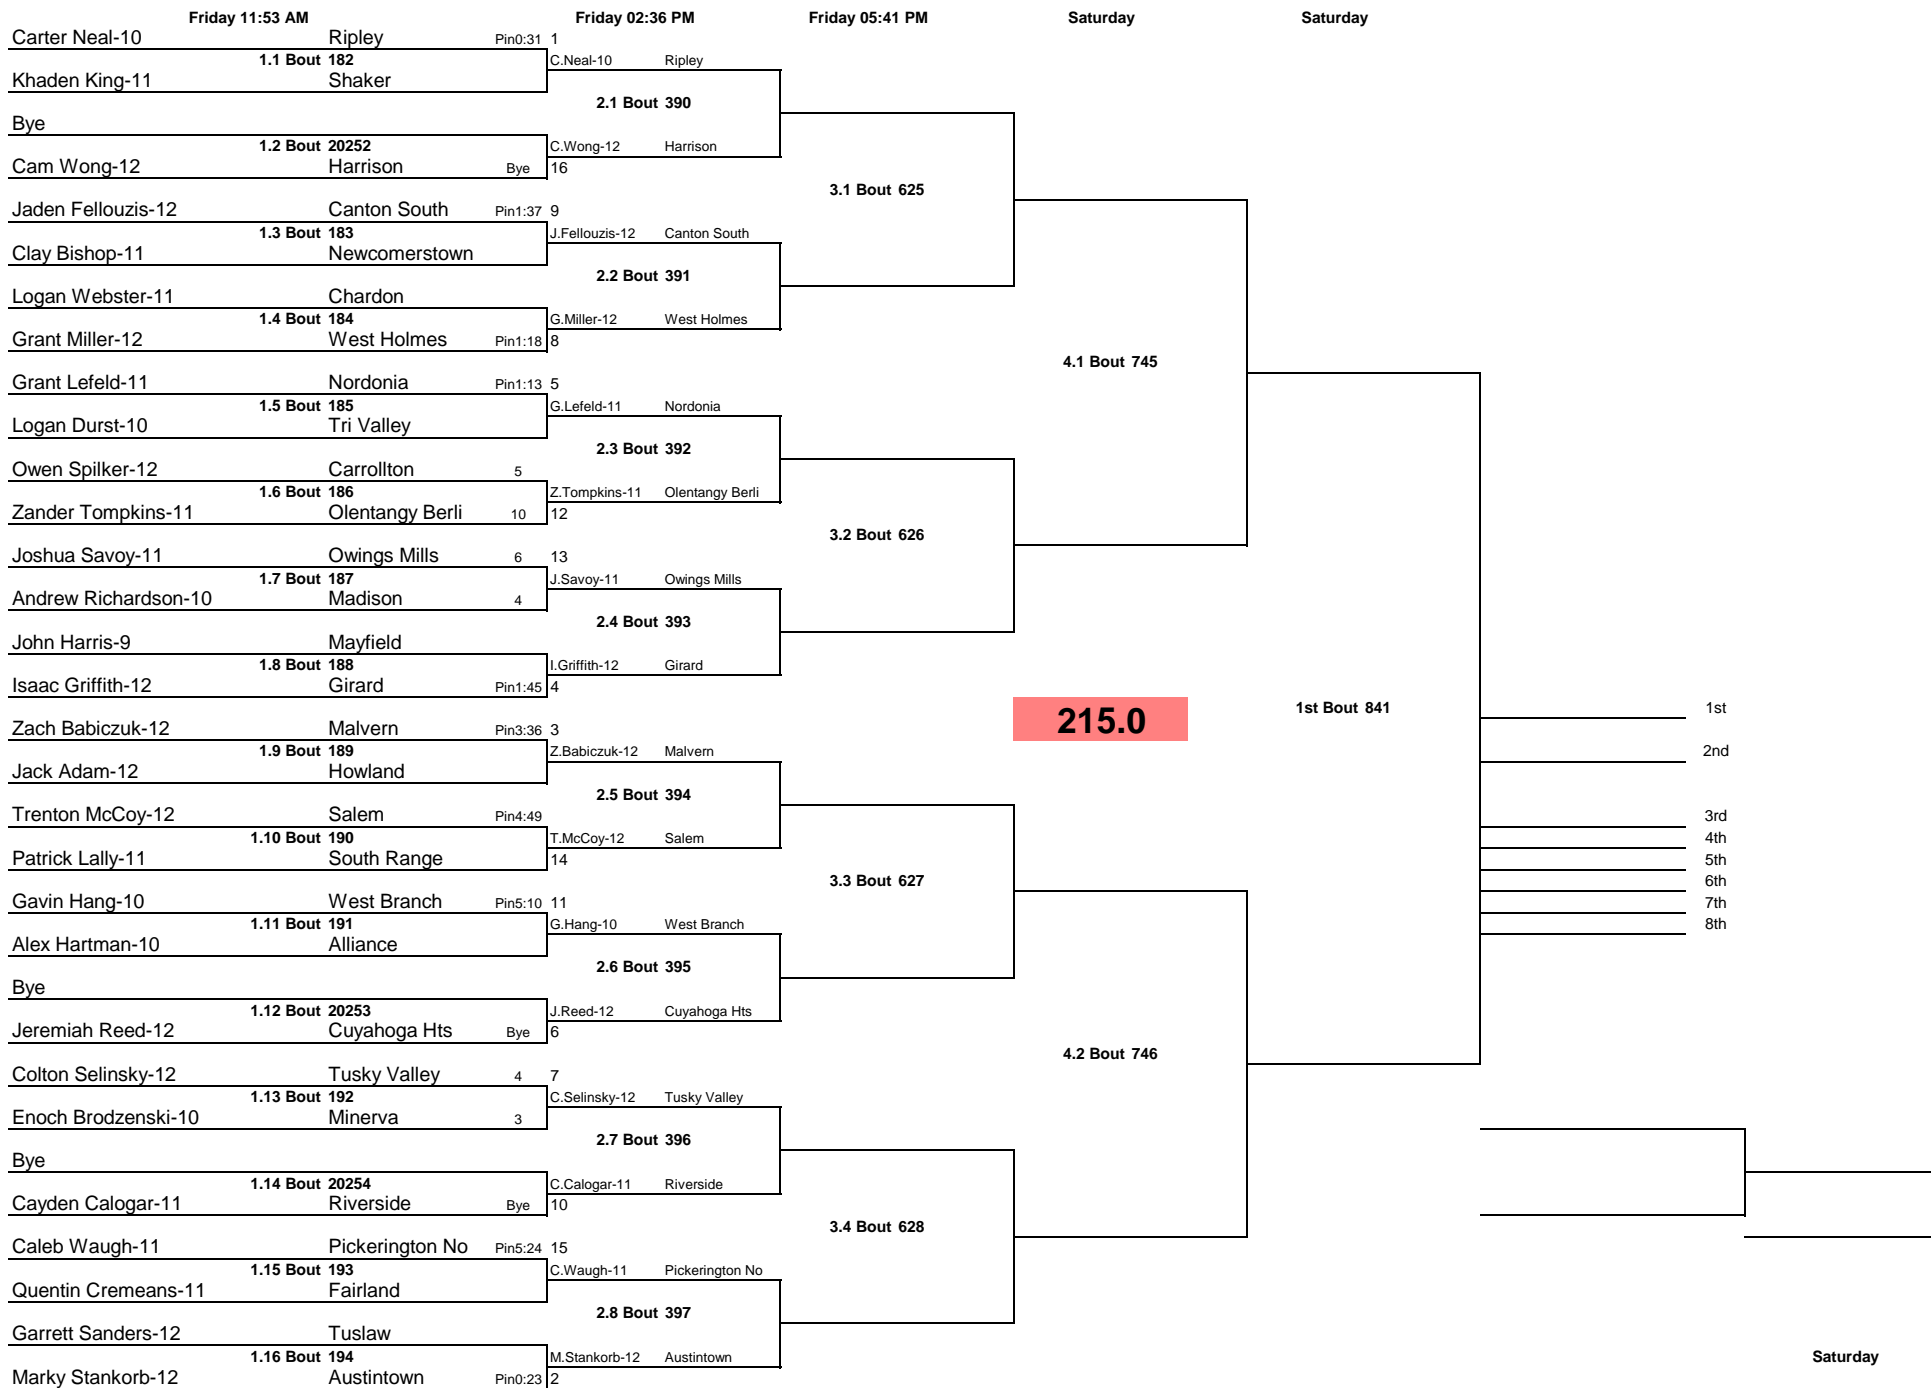 Friday 11:53 AM Friday 02:36 PM Friday 05:41 PM Saturday Saturday
Carter Neal-10 Ripley Pin0:31 1
1.1 Bout 182 C.Neal-10 Ripley
Khaden King-11 Shaker
2.1 Bout 390
Bye
1.2 Bout 20252 C.Wong-12 Harrison
Cam Wong-12 Harrison Bye 16
3.1 Bout 625
Jaden Fellouzis-12 Canton South Pin1:37 9
1.3 Bout 183 J.Fellouzis-12 Canton South
Clay Bishop-11 Newcomerstown
2.2 Bout 391
Logan Webster-11 Chardon
1.4 Bout 184 G.Miller-12 West Holmes
Grant Miller-12 West Holmes Pin1:18 8
4.1 Bout 745
Grant Lefeld-11 Nordonia Pin1:13 5
1.5 Bout 185 G.Lefeld-11 Nordonia
Logan Durst-10 Tri Valley
2.3 Bout 392
Owen Spilker-12 Carrollton 5
1.6 Bout 186 Z.Tompkins-11 Olentangy Berli
Zander Tompkins-11 Olentangy Berli 10 12
3.2 Bout 626
Joshua Savoy-11 Owings Mills 6 13
1.7 Bout 187 J.Savoy-11 Owings Mills
Andrew Richardson-10 Madison 4
2.4 Bout 393
John Harris-9 Mayfield
1.8 Bout 188 I.Griffith-12 Girard
Isaac Griffith-12 Girard Pin1:45 4
215.0 1st Bout 841 1st
Zach Babiczuk-12 Malvern Pin3:36 3
1.9 Bout 189 Z.Babiczuk-12 Malvern 2nd
Jack Adam-12 Howland
2.5 Bout 394
Trenton McCoy-12 Salem Pin4:49 3rd
1.10 Bout 190 T.McCoy-12 Salem 4th
Patrick Lally-11 South Range 14 5th
3.3 Bout 627 6th
Gavin Hang-10 West Branch Pin5:10 11 7th
1.11 Bout 191 G.Hang-10 West Branch 8th
Alex Hartman-10 Alliance
2.6 Bout 395
Bye
1.12 Bout 20253 J.Reed-12 Cuyahoga Hts
Jeremiah Reed-12 Cuyahoga Hts Bye 6
4.2 Bout 746
Colton Selinsky-12 Tusky Valley 4 7
1.13 Bout 192 C.Selinsky-12 Tusky Valley
Enoch Brodzenski-10 Minerva 3
2.7 Bout 396
Bye
1.14 Bout 20254 C.Calogar-11 Riverside
Cayden Calogar-11 Riverside Bye 10
3.4 Bout 628
Caleb Waugh-11 Pickerington No Pin5:24 15
1.15 Bout 193 C.Waugh-11 Pickerington No
Quentin Cremeans-11 Fairland
2.8 Bout 397
Garrett Sanders-12 Tuslaw
1.16 Bout 194 M.Stankorb-12 Austintown Saturday
Marky Stankorb-12 Austintown Pin0:23 2